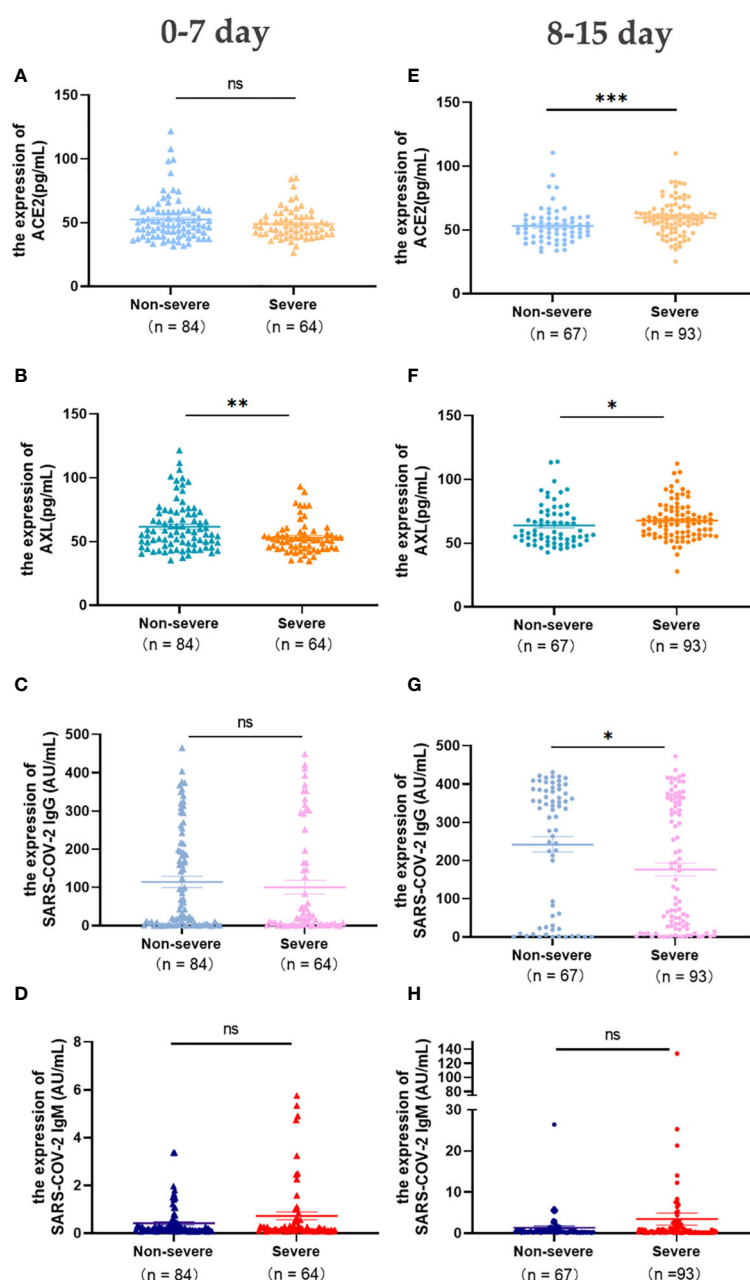 0-7 day
8-15 day
A
ns
150
100
50
0
the expression of
ACE2(pg/mL)
Non-severe
Severe
(n = 84)
(n = 64)
E
***
150
100
50
0
the expression of
ACE2(pg/mL)
Non-severe
Severe
(n = 67)
(n = 93)
B
**
150
100
50
0
the expression of
AXL(pg/mL)
Non-severe
Severe
(n = 84)
(n = 64)
F
*
150
100
50
0
the expression of
AXL(pg/mL)
Non-severe
Severe
(n = 67)
(n = 93)
C
ns
500
400
300
200
100
0
the expression of
SARS-COV-2 IgG (AU/mL)
Non-severe
Severe
(n = 84)
(n = 64)
G
*
500
400
300
200
100
0
the expression of
SARS-COV-2 IgG (AU/mL)
Non-severe
Severe
(n = 67)
(n = 93)
D
ns
8
6
4
2
0
the expression of
SARS-COV-2 IgM (AU/mL)
Non-severe
Severe
(n = 84)
(n = 64)
H
ns
140
120
100
80
30
20
10
0
the expression of
SARS-COV-2 IgM (AU/mL)
Non-severe
Severe
(n = 67)
(n =93)